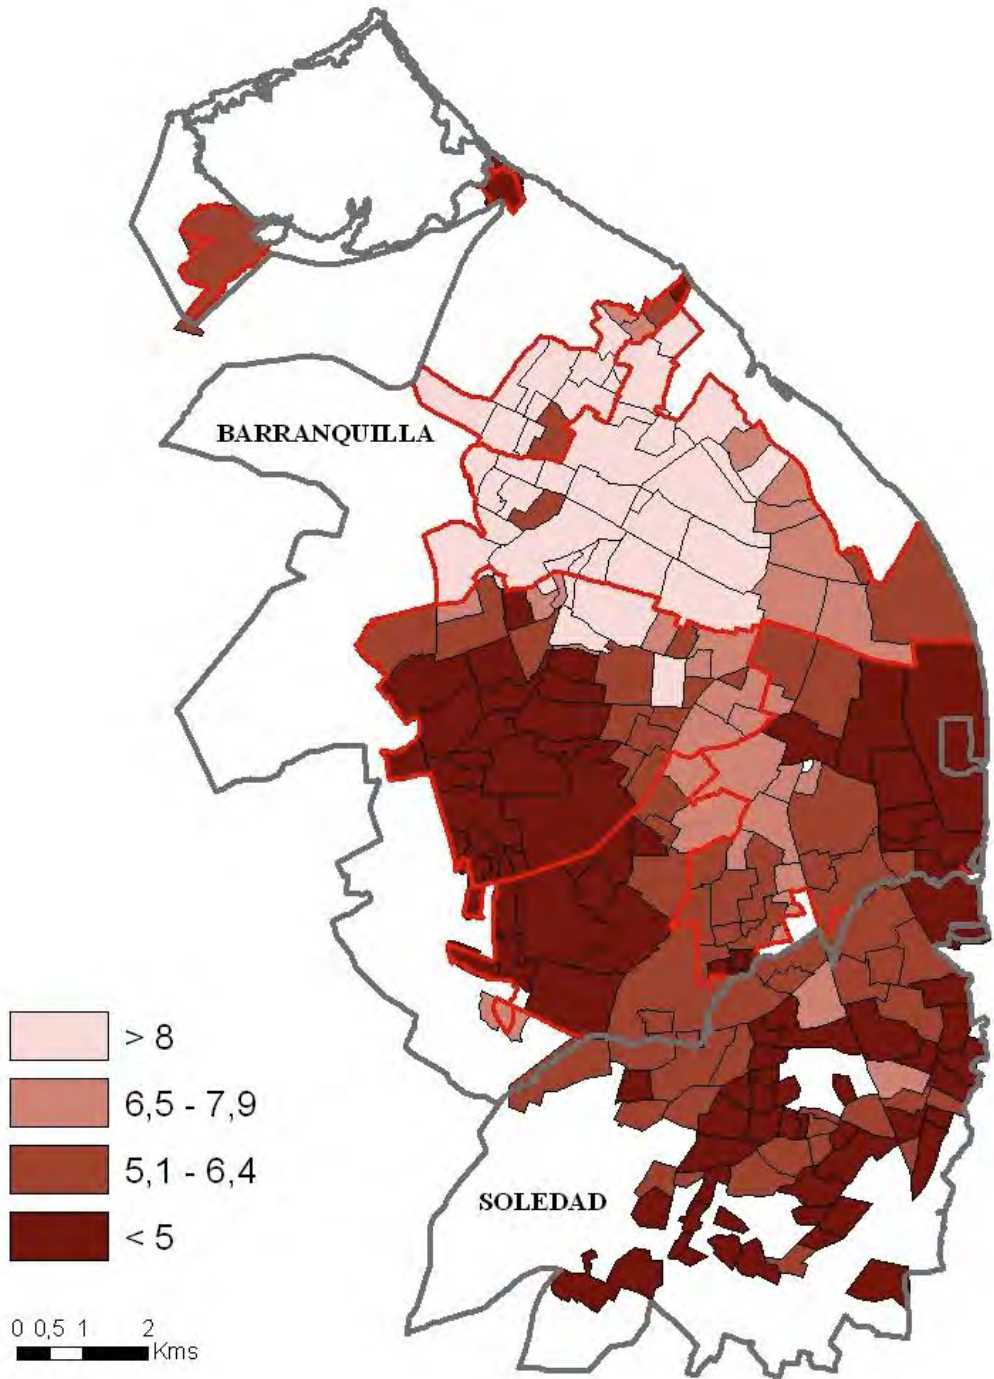 BARRANQUILLA
> 8
6,5 - 7,9
5,1 - 6,4
< 5
SOLEDAD
0 0,5 1 2
Kms